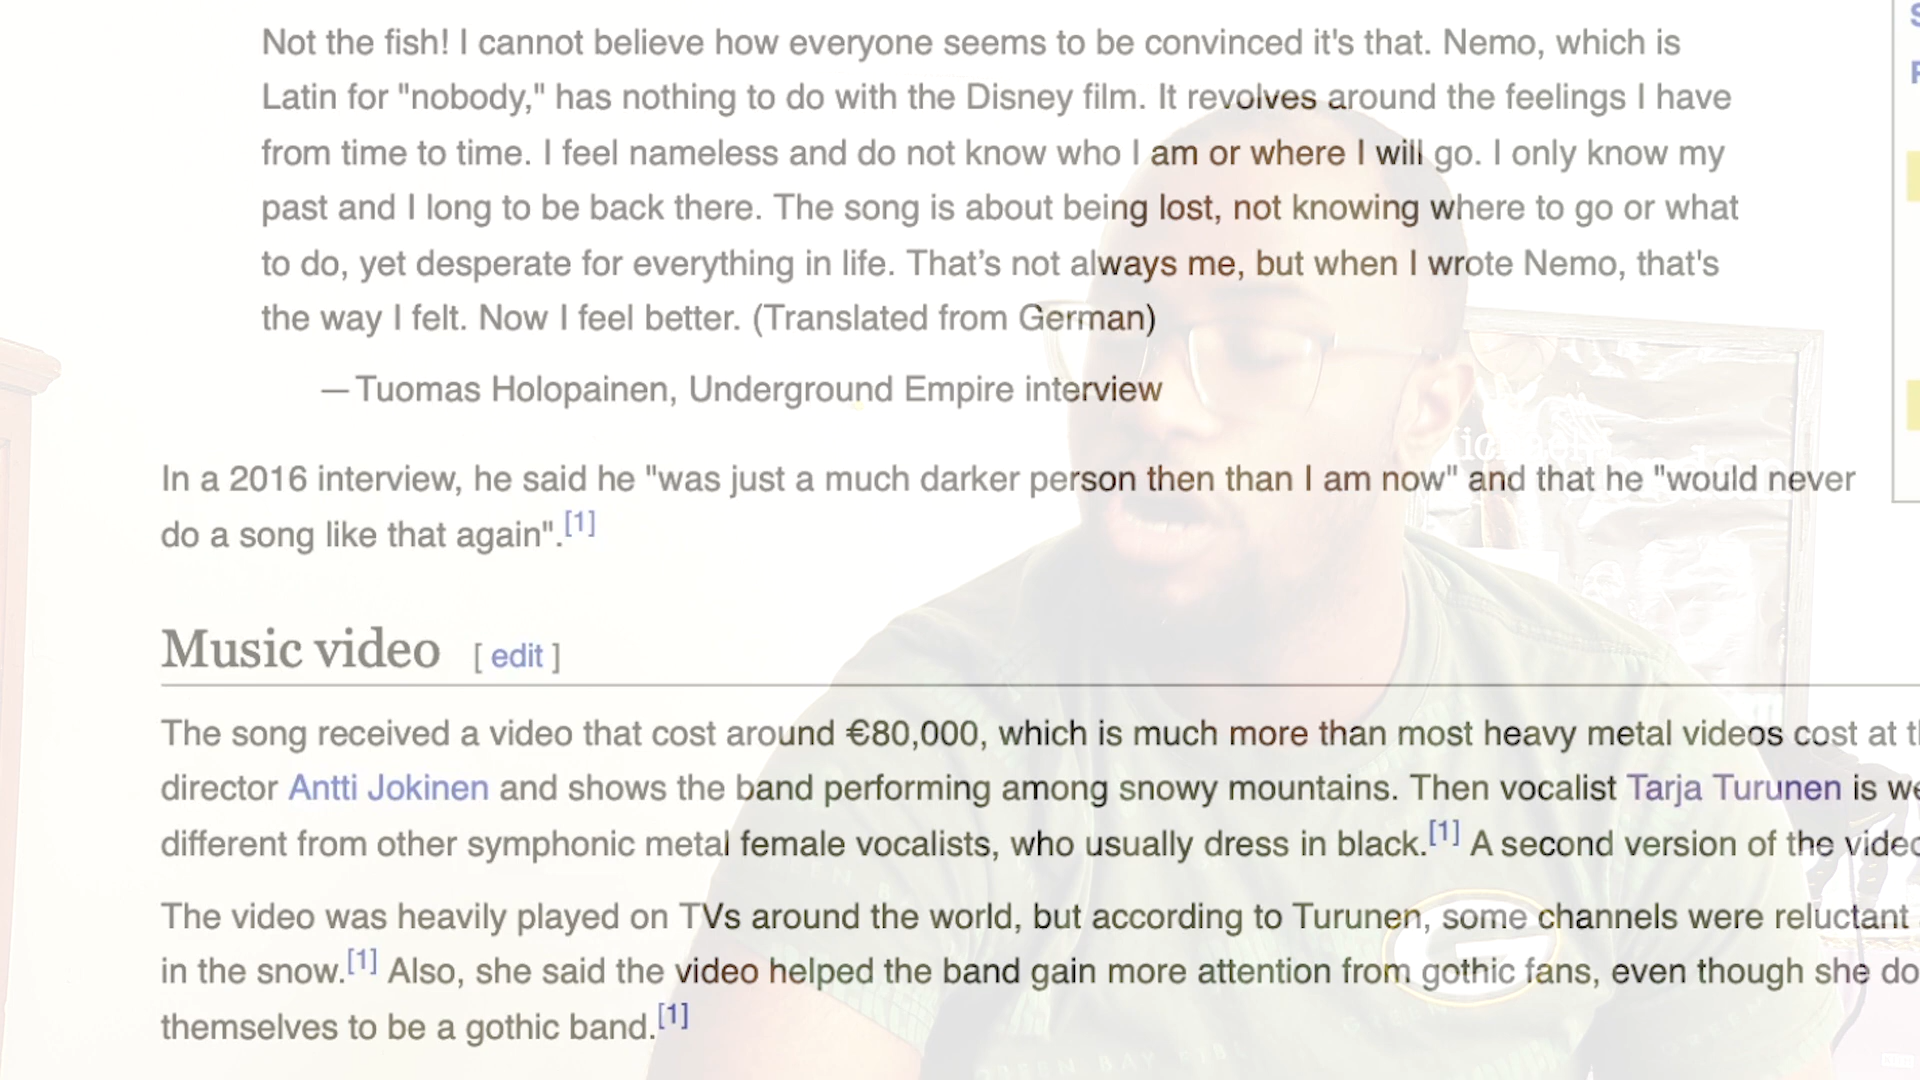 Not the fish! I cannot believe how everyone seems to be convinced it's that. Nemo, which is
Latin for "nobody," has nothing to do with the Disney film. It revolves around the feelings I have
from time to time. I feel nameless and do not know who I am or where I will go. I only know my
past and I long to be back there. The song is about being lost, not knowing where to go or what
to do, yet desperate for everything in life. That’s not always me, but when I wrote Nemo, that's
the way I felt. Now I feel better. (Translated from German)
— Tuomas Holopainen, Underground Empire interview
In a 2016 interview, he said he "was just a much darker person then than I am now" and that he "would never
do a song like that again".[1]
Music video [ edit ]
The song received a video that cost around €80,000, which is much more than most heavy metal videos cost at
director Antti Jokinen and shows the band performing among snowy mountains. Then vocalist Tarja Turunen is
different from other symphonic metal female vocalists, who usually dress in black.[1] A second version of the
The video was heavily played on TVs around the world, but according to Turunen, some channels were reluctant
in the snow.[1] Also, she said the video helped the band gain more attention from gothic fans, even though she
themselves to be a gothic band.[1]
G